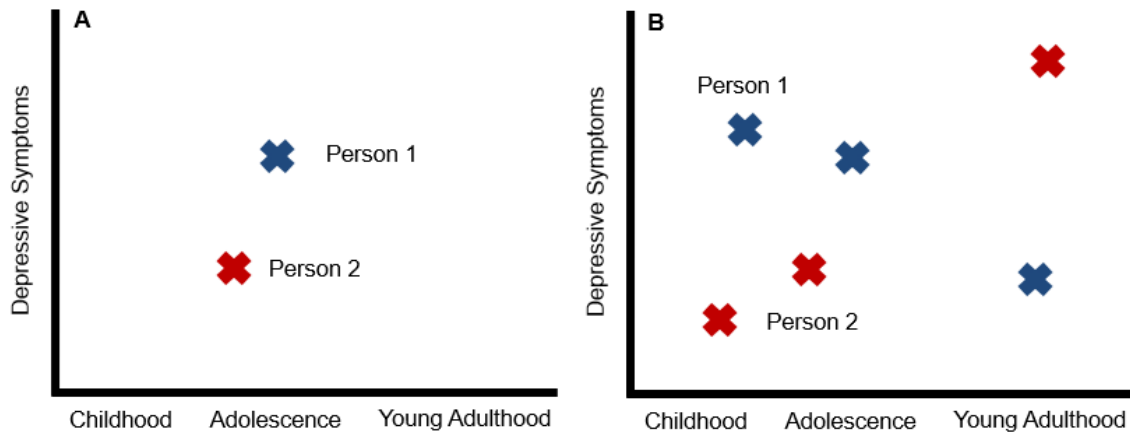 A
Depressive Symptoms
Person 1
Person 2
Childhood
Adolescence
Young Adulthood
B
Depressive Symptoms
Person 1
Person 2
Childhood
Adolescence
Young Adulthood